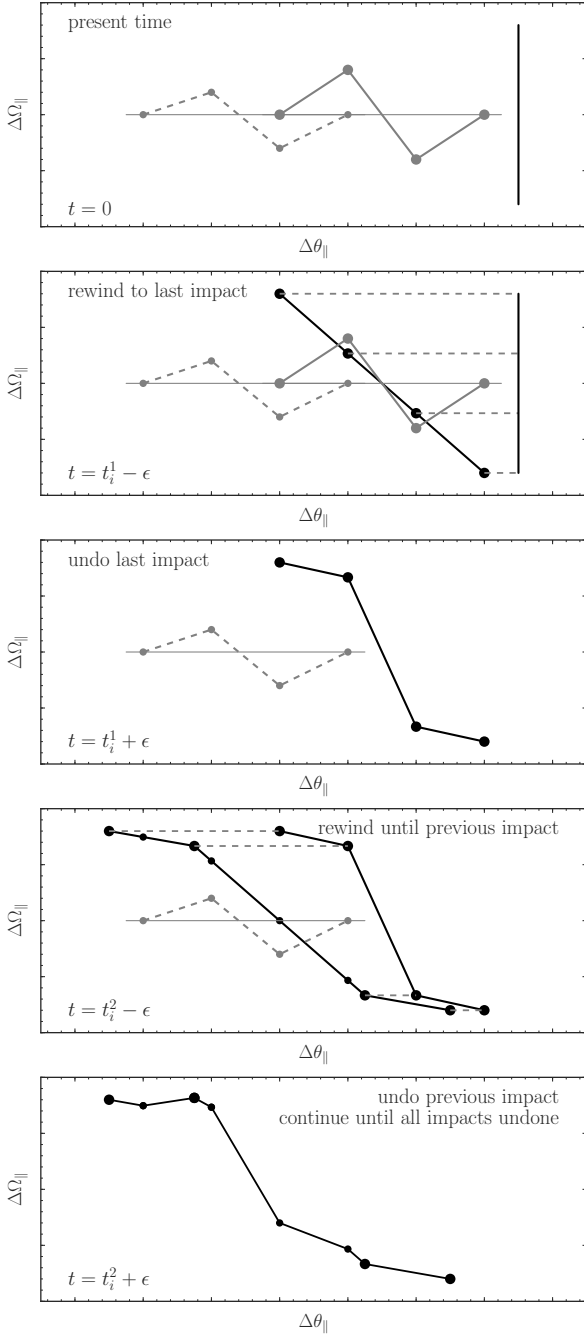 present time
ΔΩ∥
t = 0
Δθ∥
rewind to last impact
ΔΩ∥
t = t_i^1 − ϵ
Δθ∥
undo last impact
ΔΩ∥
t = t_i^1 + ϵ
Δθ∥
rewind until previous impact
ΔΩ∥
t = t_i^2 − ϵ
Δθ∥
undo previous impact
continue until all impacts undone
ΔΩ∥
t = t_i^2 + ϵ